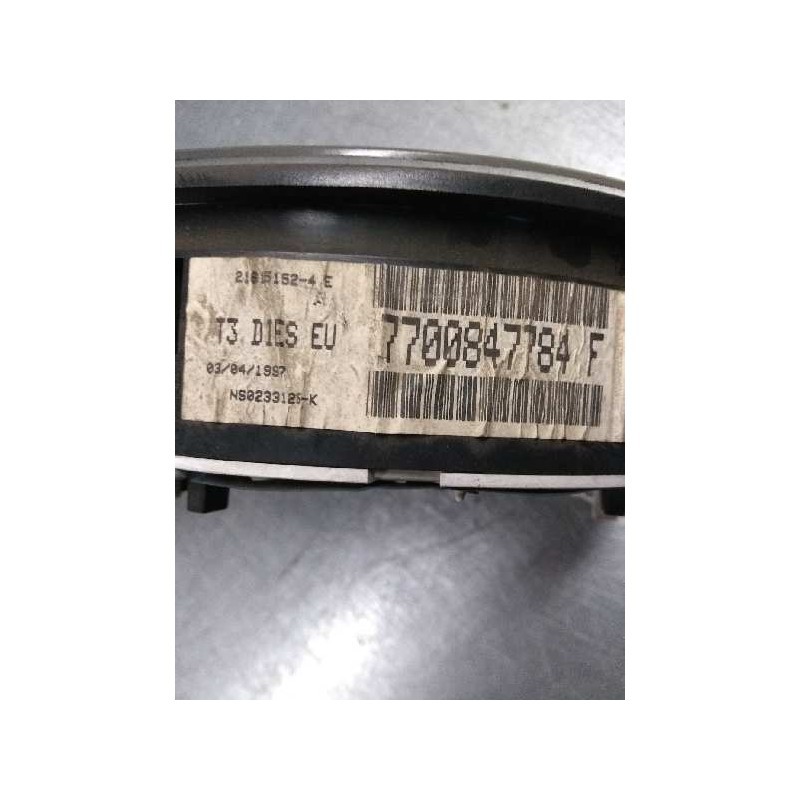 21615152-4 E
T3 DIES EU
7700847784 F
03/04/1997
NS0233125-K